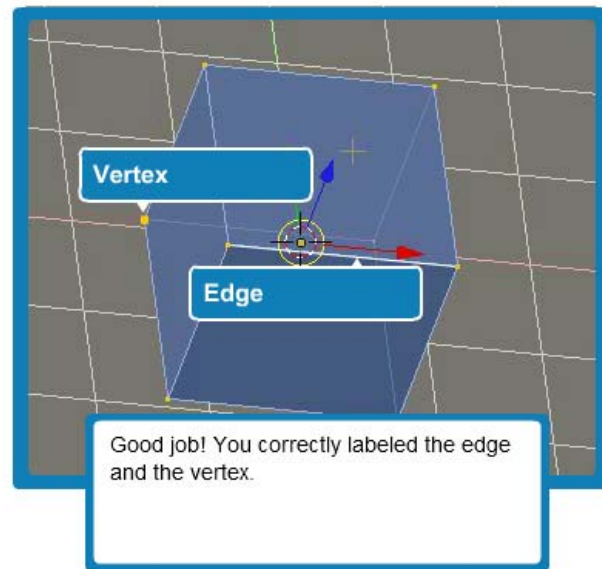 Vertex
Edge
Good job! You correctly labeled the edge
and the vertex.